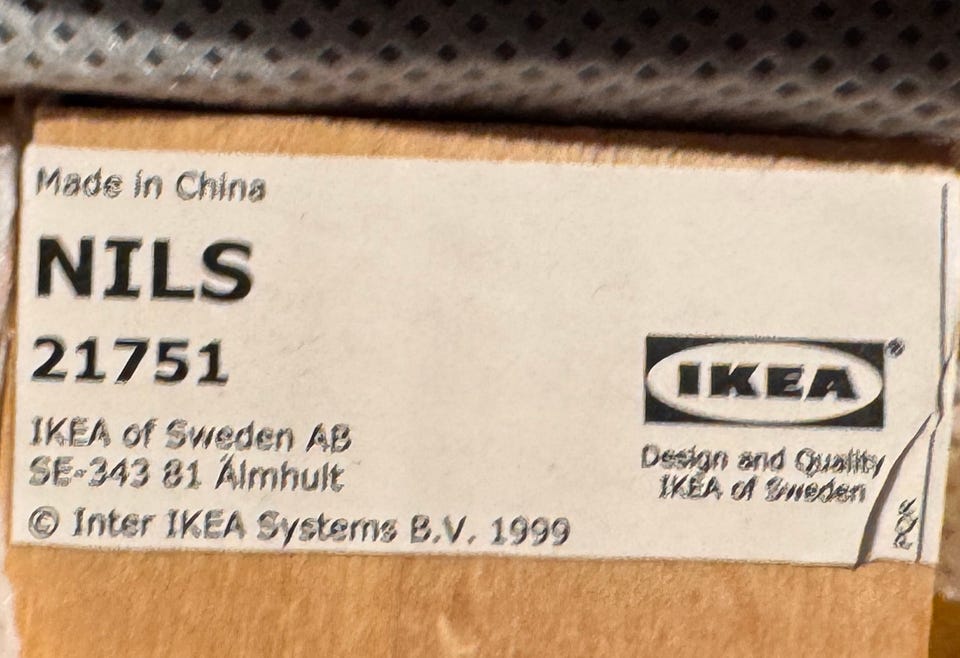 Made in China
NILS
21751
IKEA of Sweden AB
SE-343 81 Älmhult
© Inter IKEA Systems B.V. 1999
IKEA®
Design and Quality
IKEA of Sweden